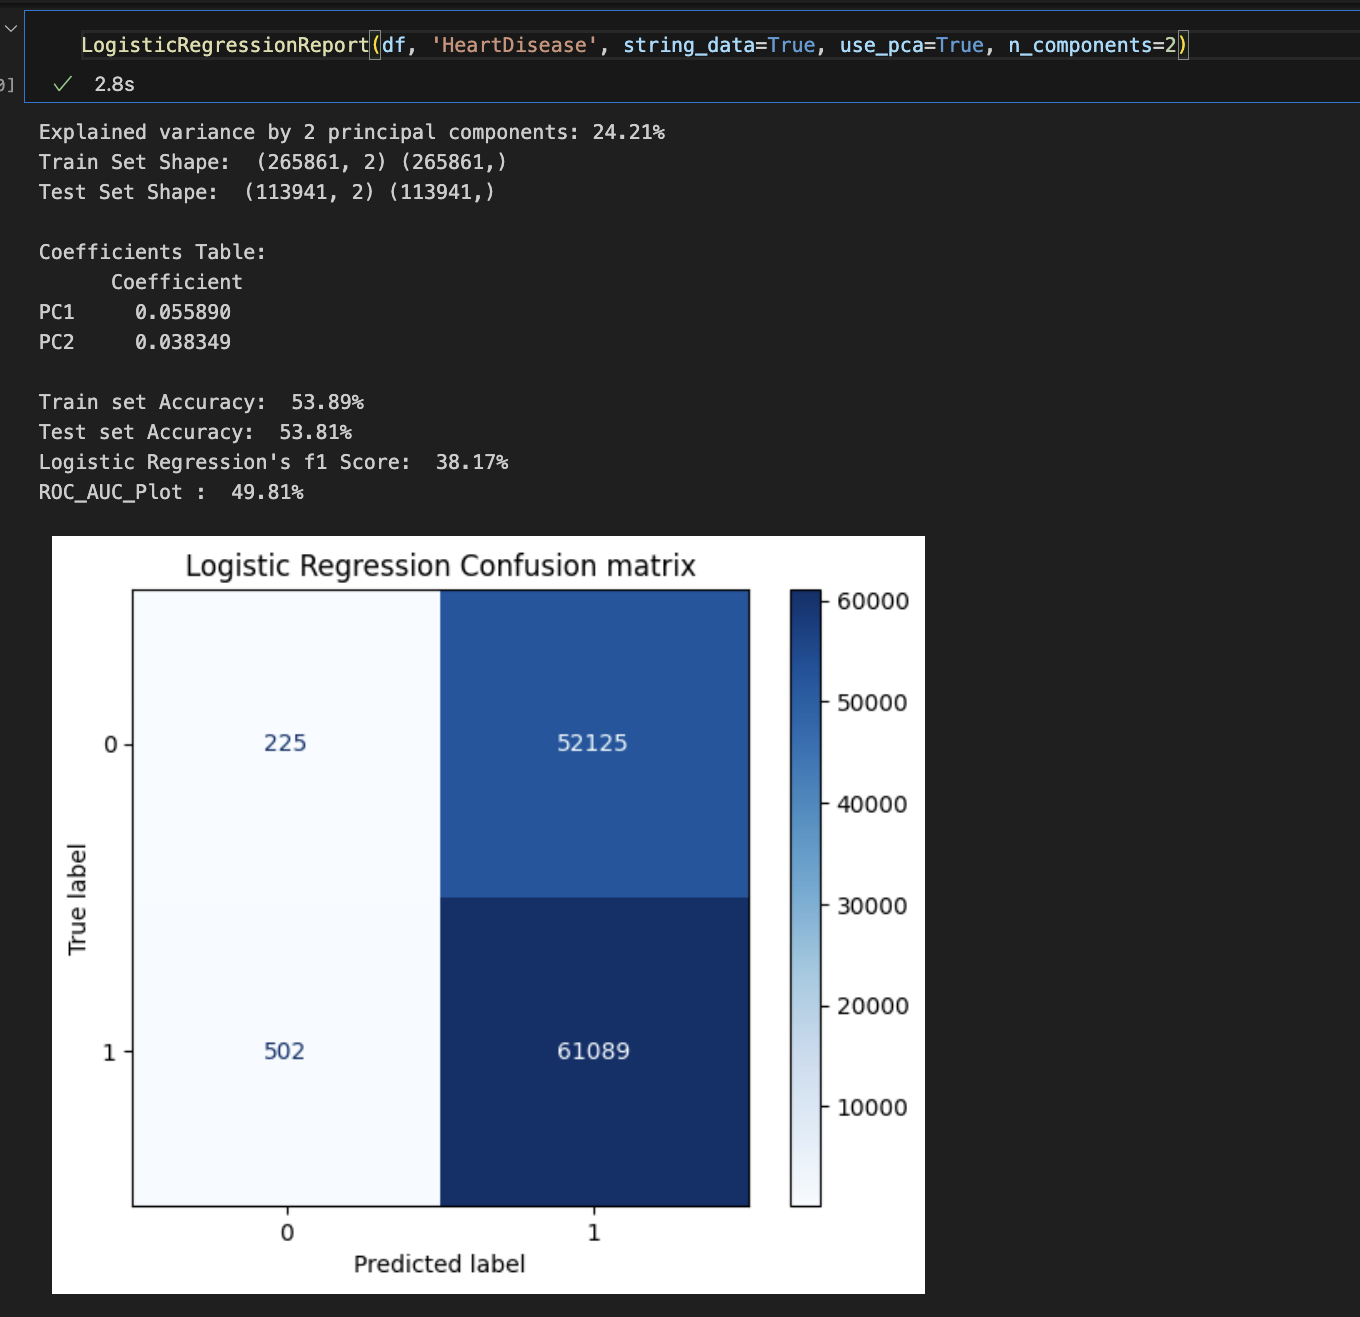 LogisticRegressionReport(df, 'HeartDisease', string_data=True, use_pca=True, n_components=2)
2.8s
Explained variance by 2 principal components: 24.21%
Train Set Shape:  (265861, 2) (265861,)
Test Set Shape:  (113941, 2) (113941,)
Coefficients Table:
Coefficient
PC1     0.055890
PC2     0.038349
Train set Accuracy:  53.89%
Test set Accuracy:  53.81%
Logistic Regression's f1 Score:  38.17%
ROC_AUC_Plot :  49.81%
Logistic Regression Confusion matrix
60000
50000
0 225 52125
40000
True label
30000
20000
1 502 61089
10000
0 1
Predicted label